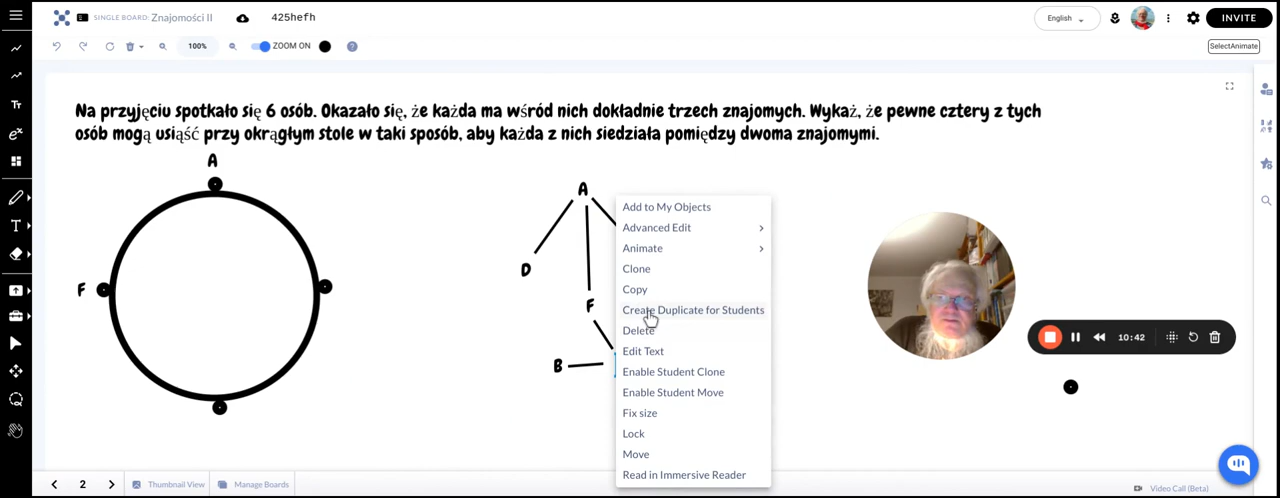 SINGLE BOARD: Znajomości II
425hefh
English
INVITE
100%
ZOOM ON
?
SelectAnimate
Tт
eˣ
T
Na przyjęciu spotkało się 6 osób. Okazało się, że każda ma wśród nich dokładnie trzech znajomych. Wykaż, że pewne cztery z tych
osób mogą usiąść przy okrągłym stole w taki sposób, aby każda z nich siedziała pomiędzy dwoma znajomymi.
A
F
A
D
F
B
Add to My Objects
Advanced Edit
Animate
Clone
Copy
Create Duplicate for Students
Delete
Edit Text
Enable Student Clone
Enable Student Move
Fix size
Lock
Move
Read in Immersive Reader
10:42
2
Thumbnail View
Manage Boards
Video Call (Beta)